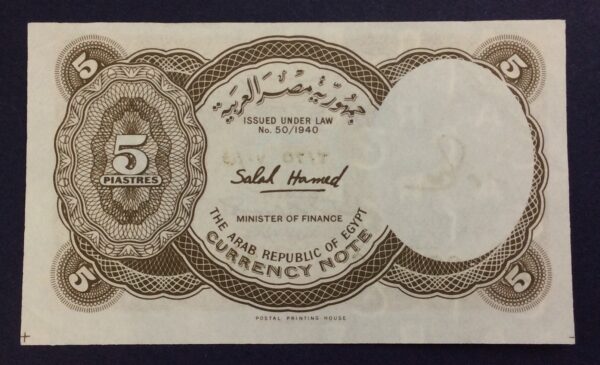 5
5
جمهورية مصر العربية
ISSUED UNDER LAW
No. 50/1940
5
PIASTRES
Salah Hamed
MINISTER OF FINANCE
THE ARAB REPUBLIC OF EGYPT
CURRENCY NOTE
5
5
POSTAL PRINTING HOUSE